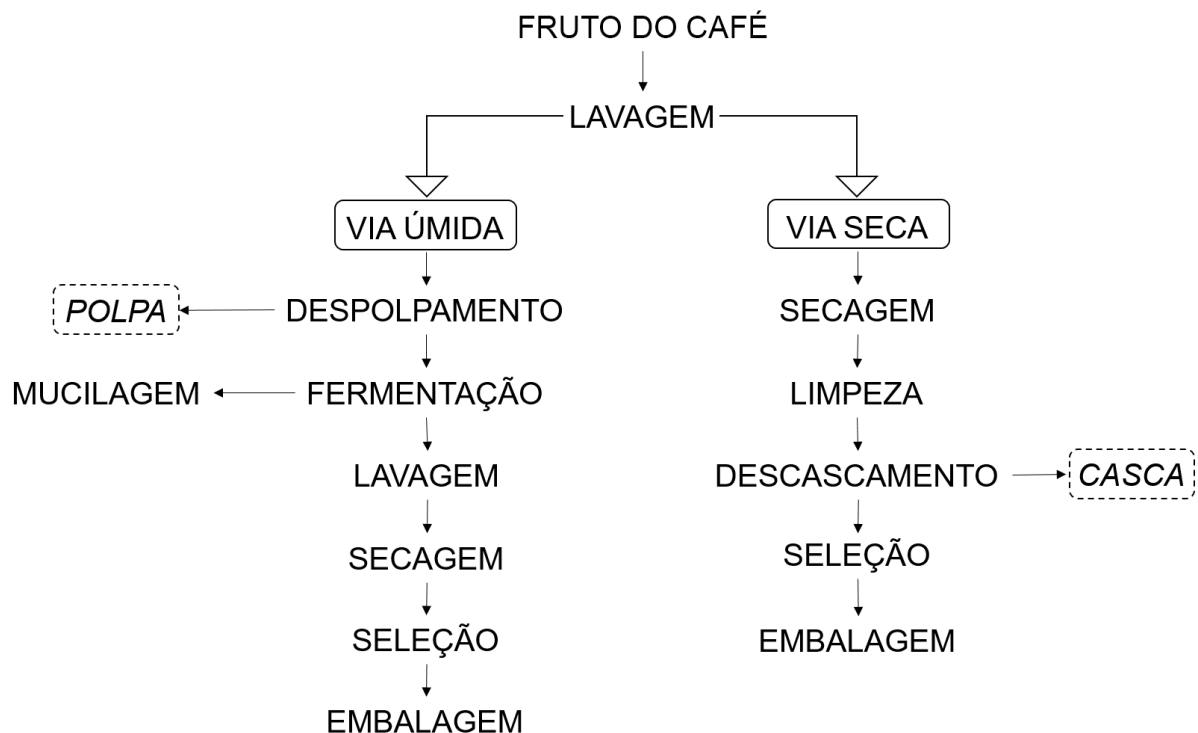 FRUTO DO CAFÉ
LAVAGEM
VIA ÚMIDA
VIA SECA
POLPA
DESPOLPAMENTO
SECAGEM
MUCILAGEM
FERMENTAÇÃO
LIMPEZA
LAVAGEM
DESCASCAMENTO
CASCA
SECAGEM
SELEÇÃO
SELEÇÃO
EMBALAGEM
EMBALAGEM